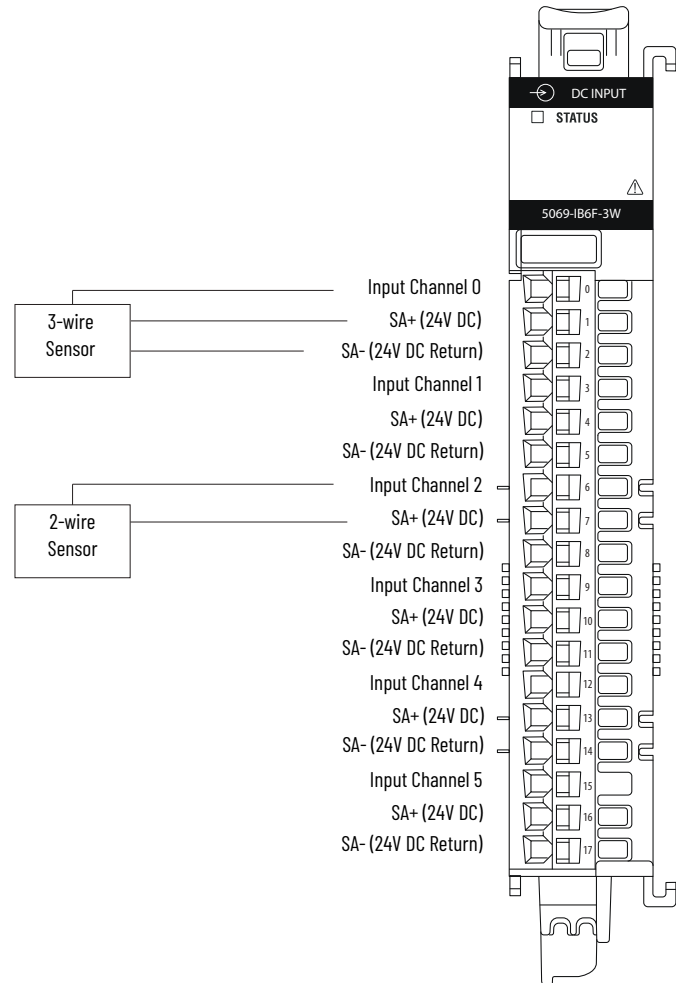 DC INPUT
STATUS
5069-IB6F-3W
Input Channel 0 0
3-wire SA+ (24V DC) 1
Sensor SA- (24V DC Return) 2
Input Channel 1 3
SA+ (24V DC) 4
SA- (24V DC Return) 5
Input Channel 2 6
2-wire SA+ (24V DC) 7
Sensor SA- (24V DC Return) 8
Input Channel 3 9
SA+ (24V DC) 10
SA- (24V DC Return) 11
Input Channel 4 12
SA+ (24V DC) 13
SA- (24V DC Return) 14
Input Channel 5 15
SA+ (24V DC) 16
SA- (24V DC Return) 17